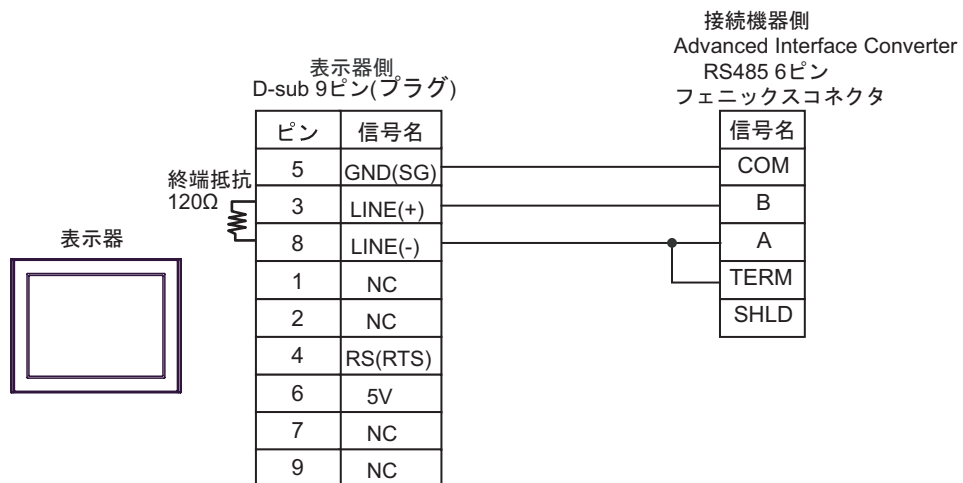 接続機器側
Advanced Interface Converter
RS485 6ピン
フェニックスコネクタ
表示器側
D-sub 9ピン(プラグ)
ピン 信号名
信号名
5 GND(SG)
COM
終端抵抗
120Ω
3 LINE(+)
B
8 LINE(-)
A
表示器
1 NC
TERM
2 NC
SHLD
4 RS(RTS)
6 5V
7 NC
9 NC